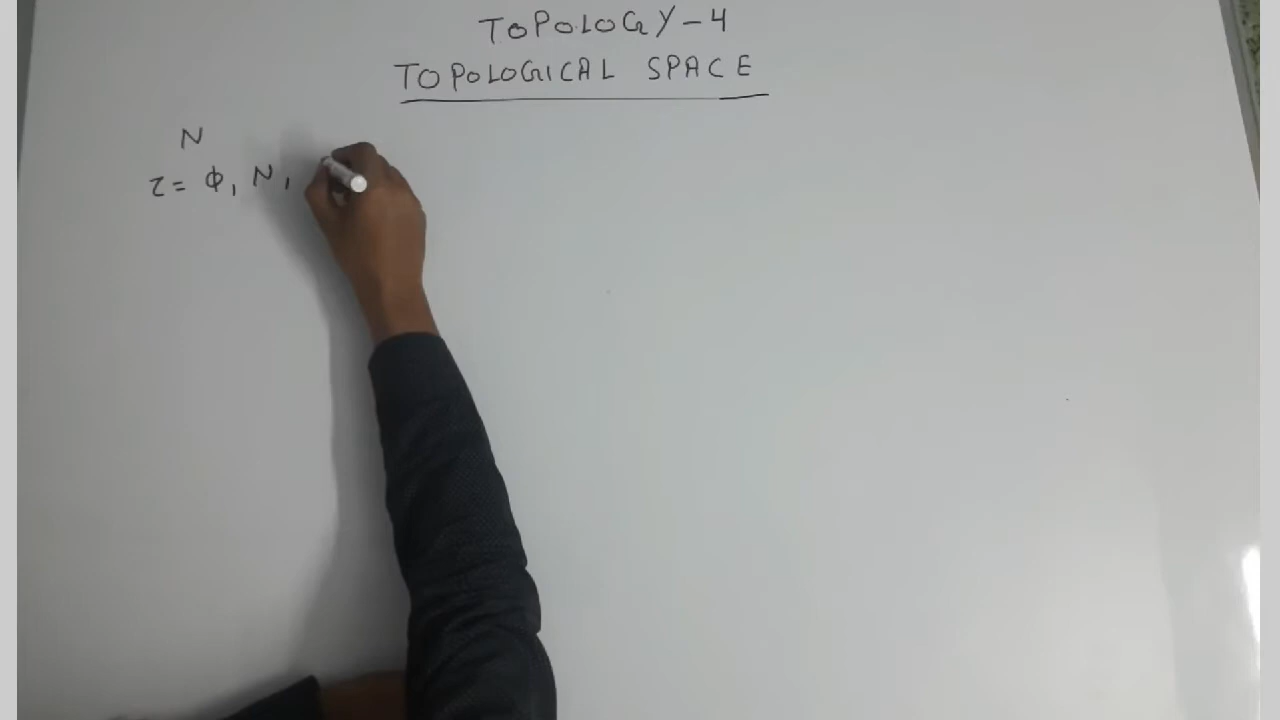 TOPOLOGY-4
TOPOLOGICAL SPACE
N
τ = ϕ, N,